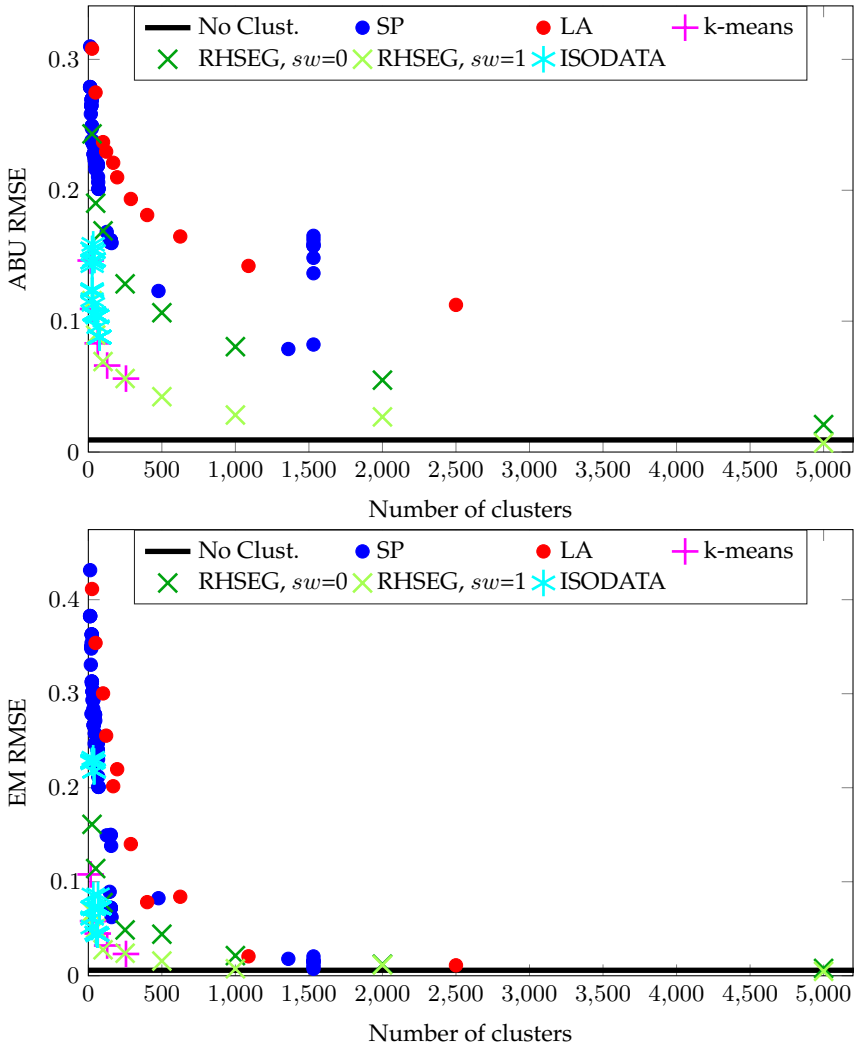 No Clust. SP LA k-means
RHSEG, sw=0 RHSEG, sw=1 ISODATA
ABU RMSE
0.3
0.2
0.1
0
0 500 1,000 1,500 2,000 2,500 3,000 3,500 4,000 4,500 5,000
Number of clusters
No Clust. SP LA k-means
RHSEG, sw=0 RHSEG, sw=1 ISODATA
EM RMSE
0.4
0.3
0.2
0.1
0
0 500 1,000 1,500 2,000 2,500 3,000 3,500 4,000 4,500 5,000
Number of clusters